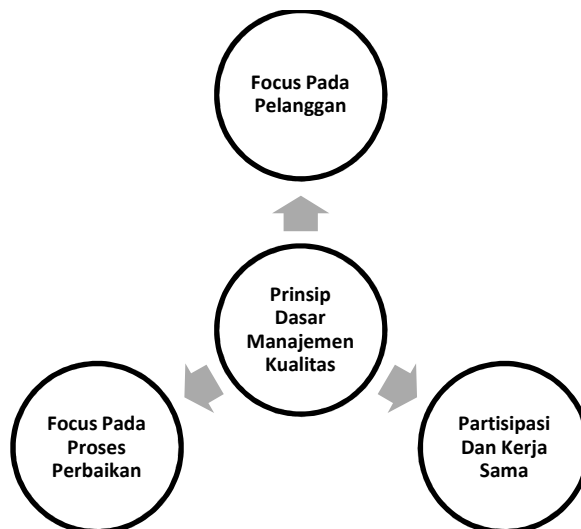 Focus Pada
Pelanggan
Prinsip
Dasar
Manajemen
Kualitas
Focus Pada
Proses
Perbaikan
Partisipasi
Dan Kerja
Sama